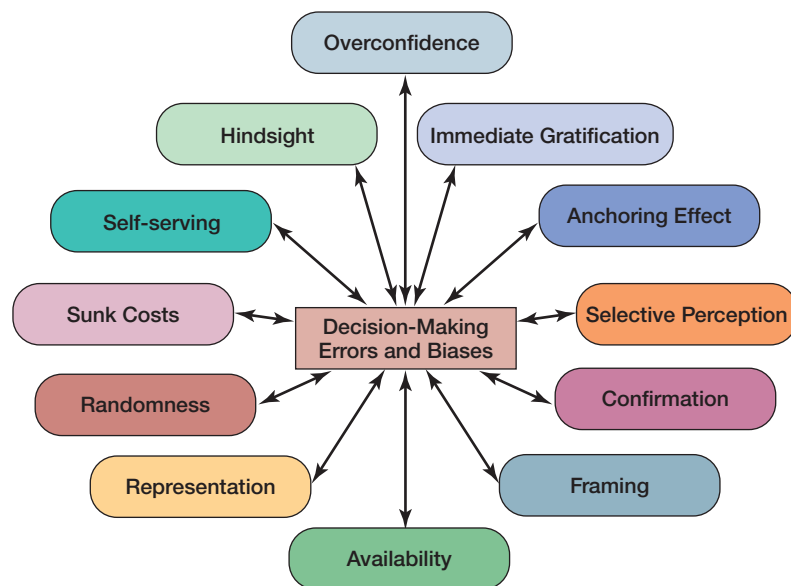 Overconfidence
Hindsight
Immediate Gratification
Self-serving
Anchoring Effect
Sunk Costs
Decision-Making
Errors and Biases
Selective Perception
Randomness
Confirmation
Representation
Framing
Availability